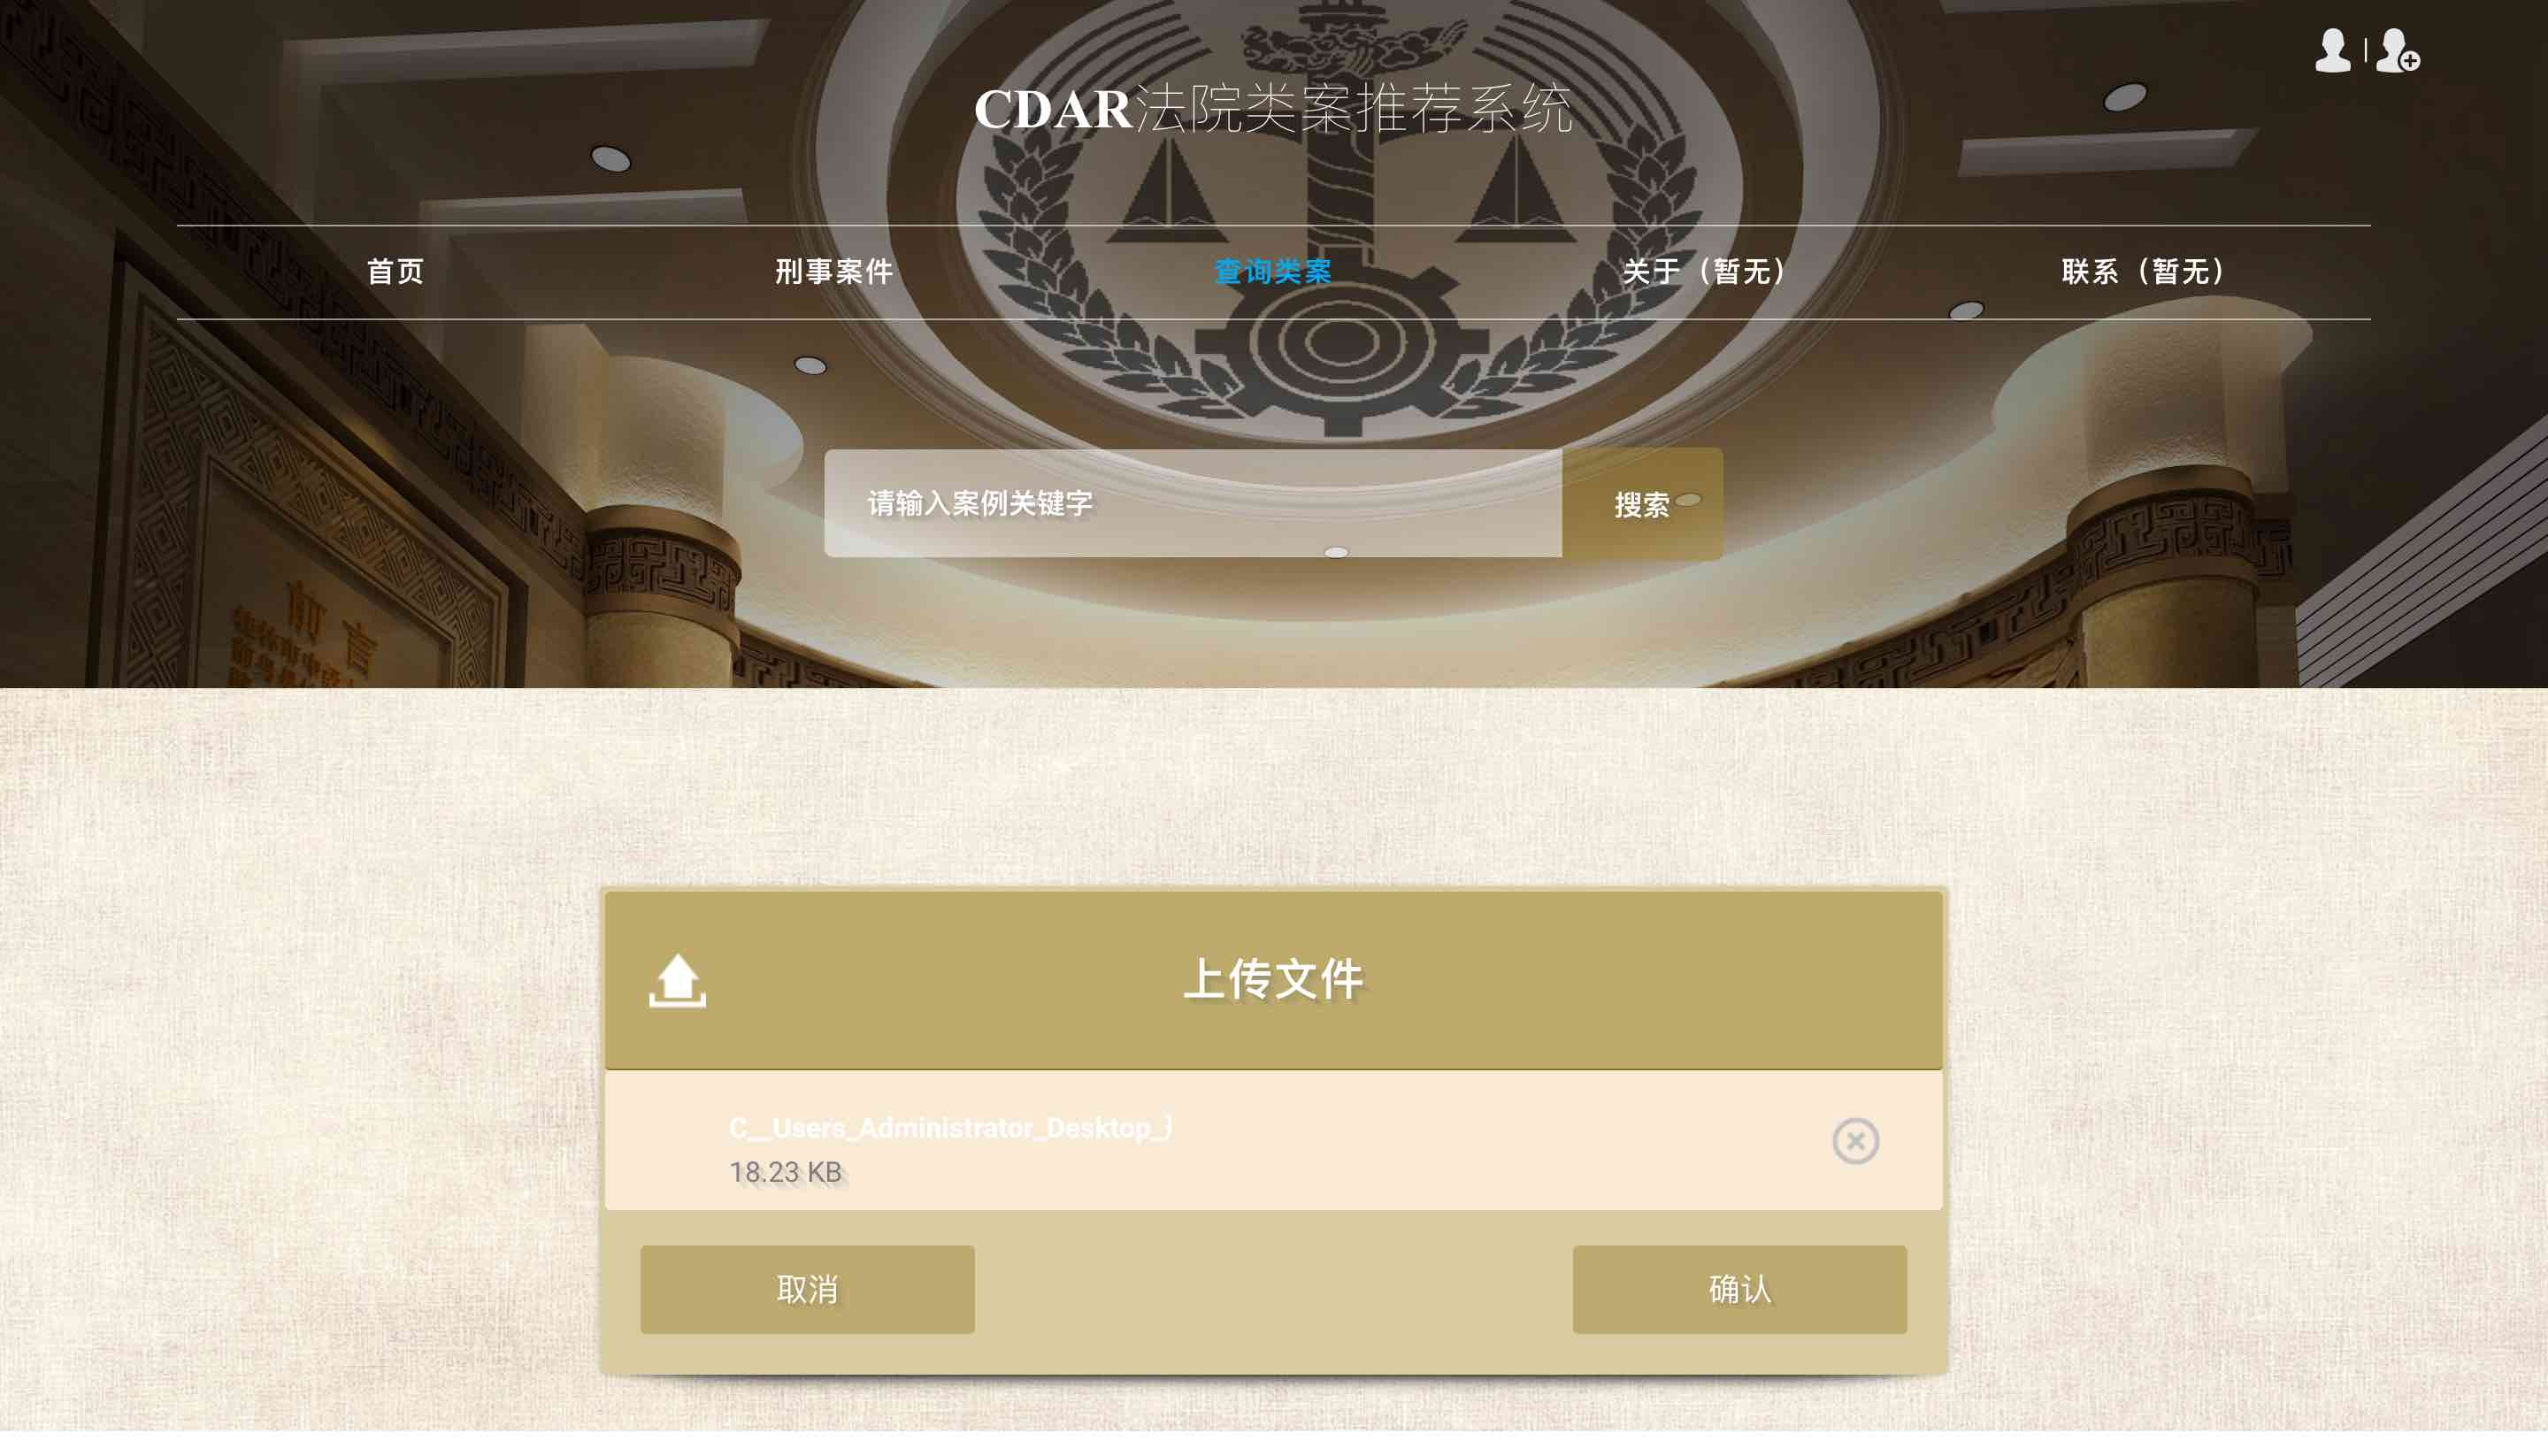 CDAR法院类案推荐系统
首页 刑事案件 查询类案 关于（暂无） 联系（暂无）
请输入案例关键字 搜索
前言
上传文件
C__Users_Administrator_Desktop_
18.23 KB
取消 确认